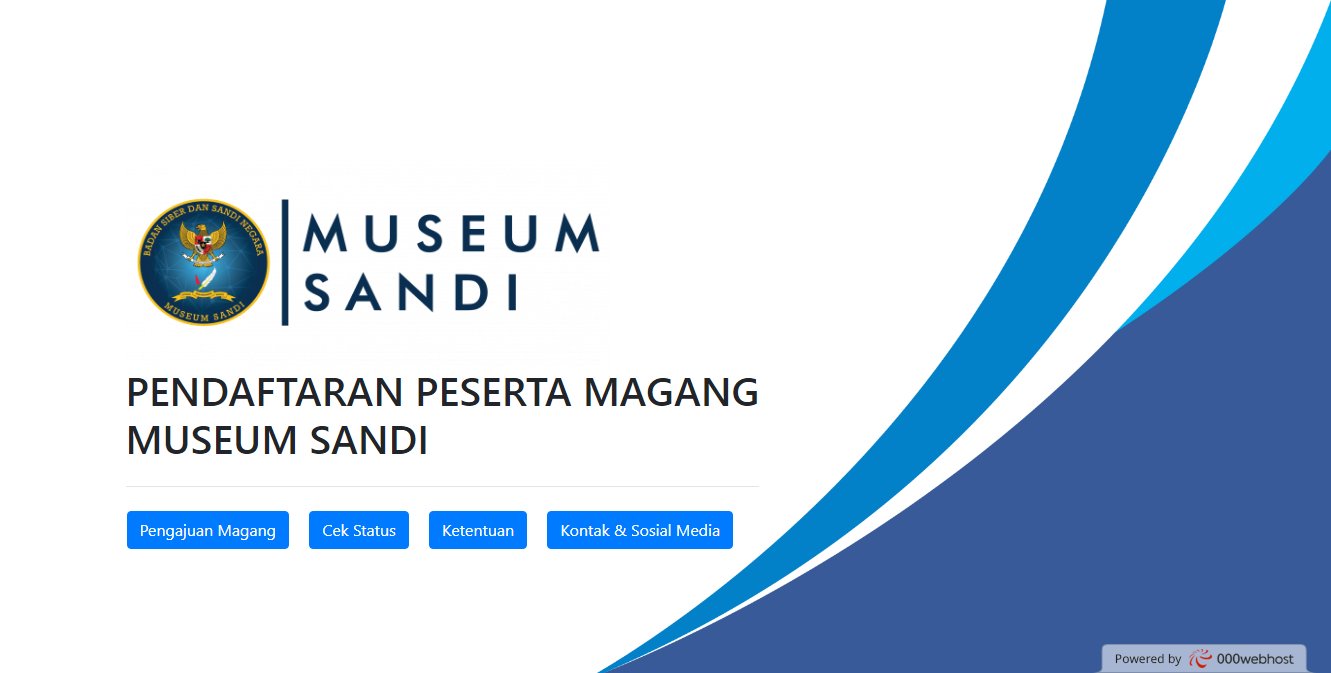 BADAN SIBER DAN SANDI NEGARA
MUSEUM SANDI
MUSEUM
SANDI
PENDAFTARAN PESERTA MAGANG
MUSEUM SANDI
Pengajuan Magang
Cek Status
Ketentuan
Kontak & Sosial Media
Powered by 000webhost